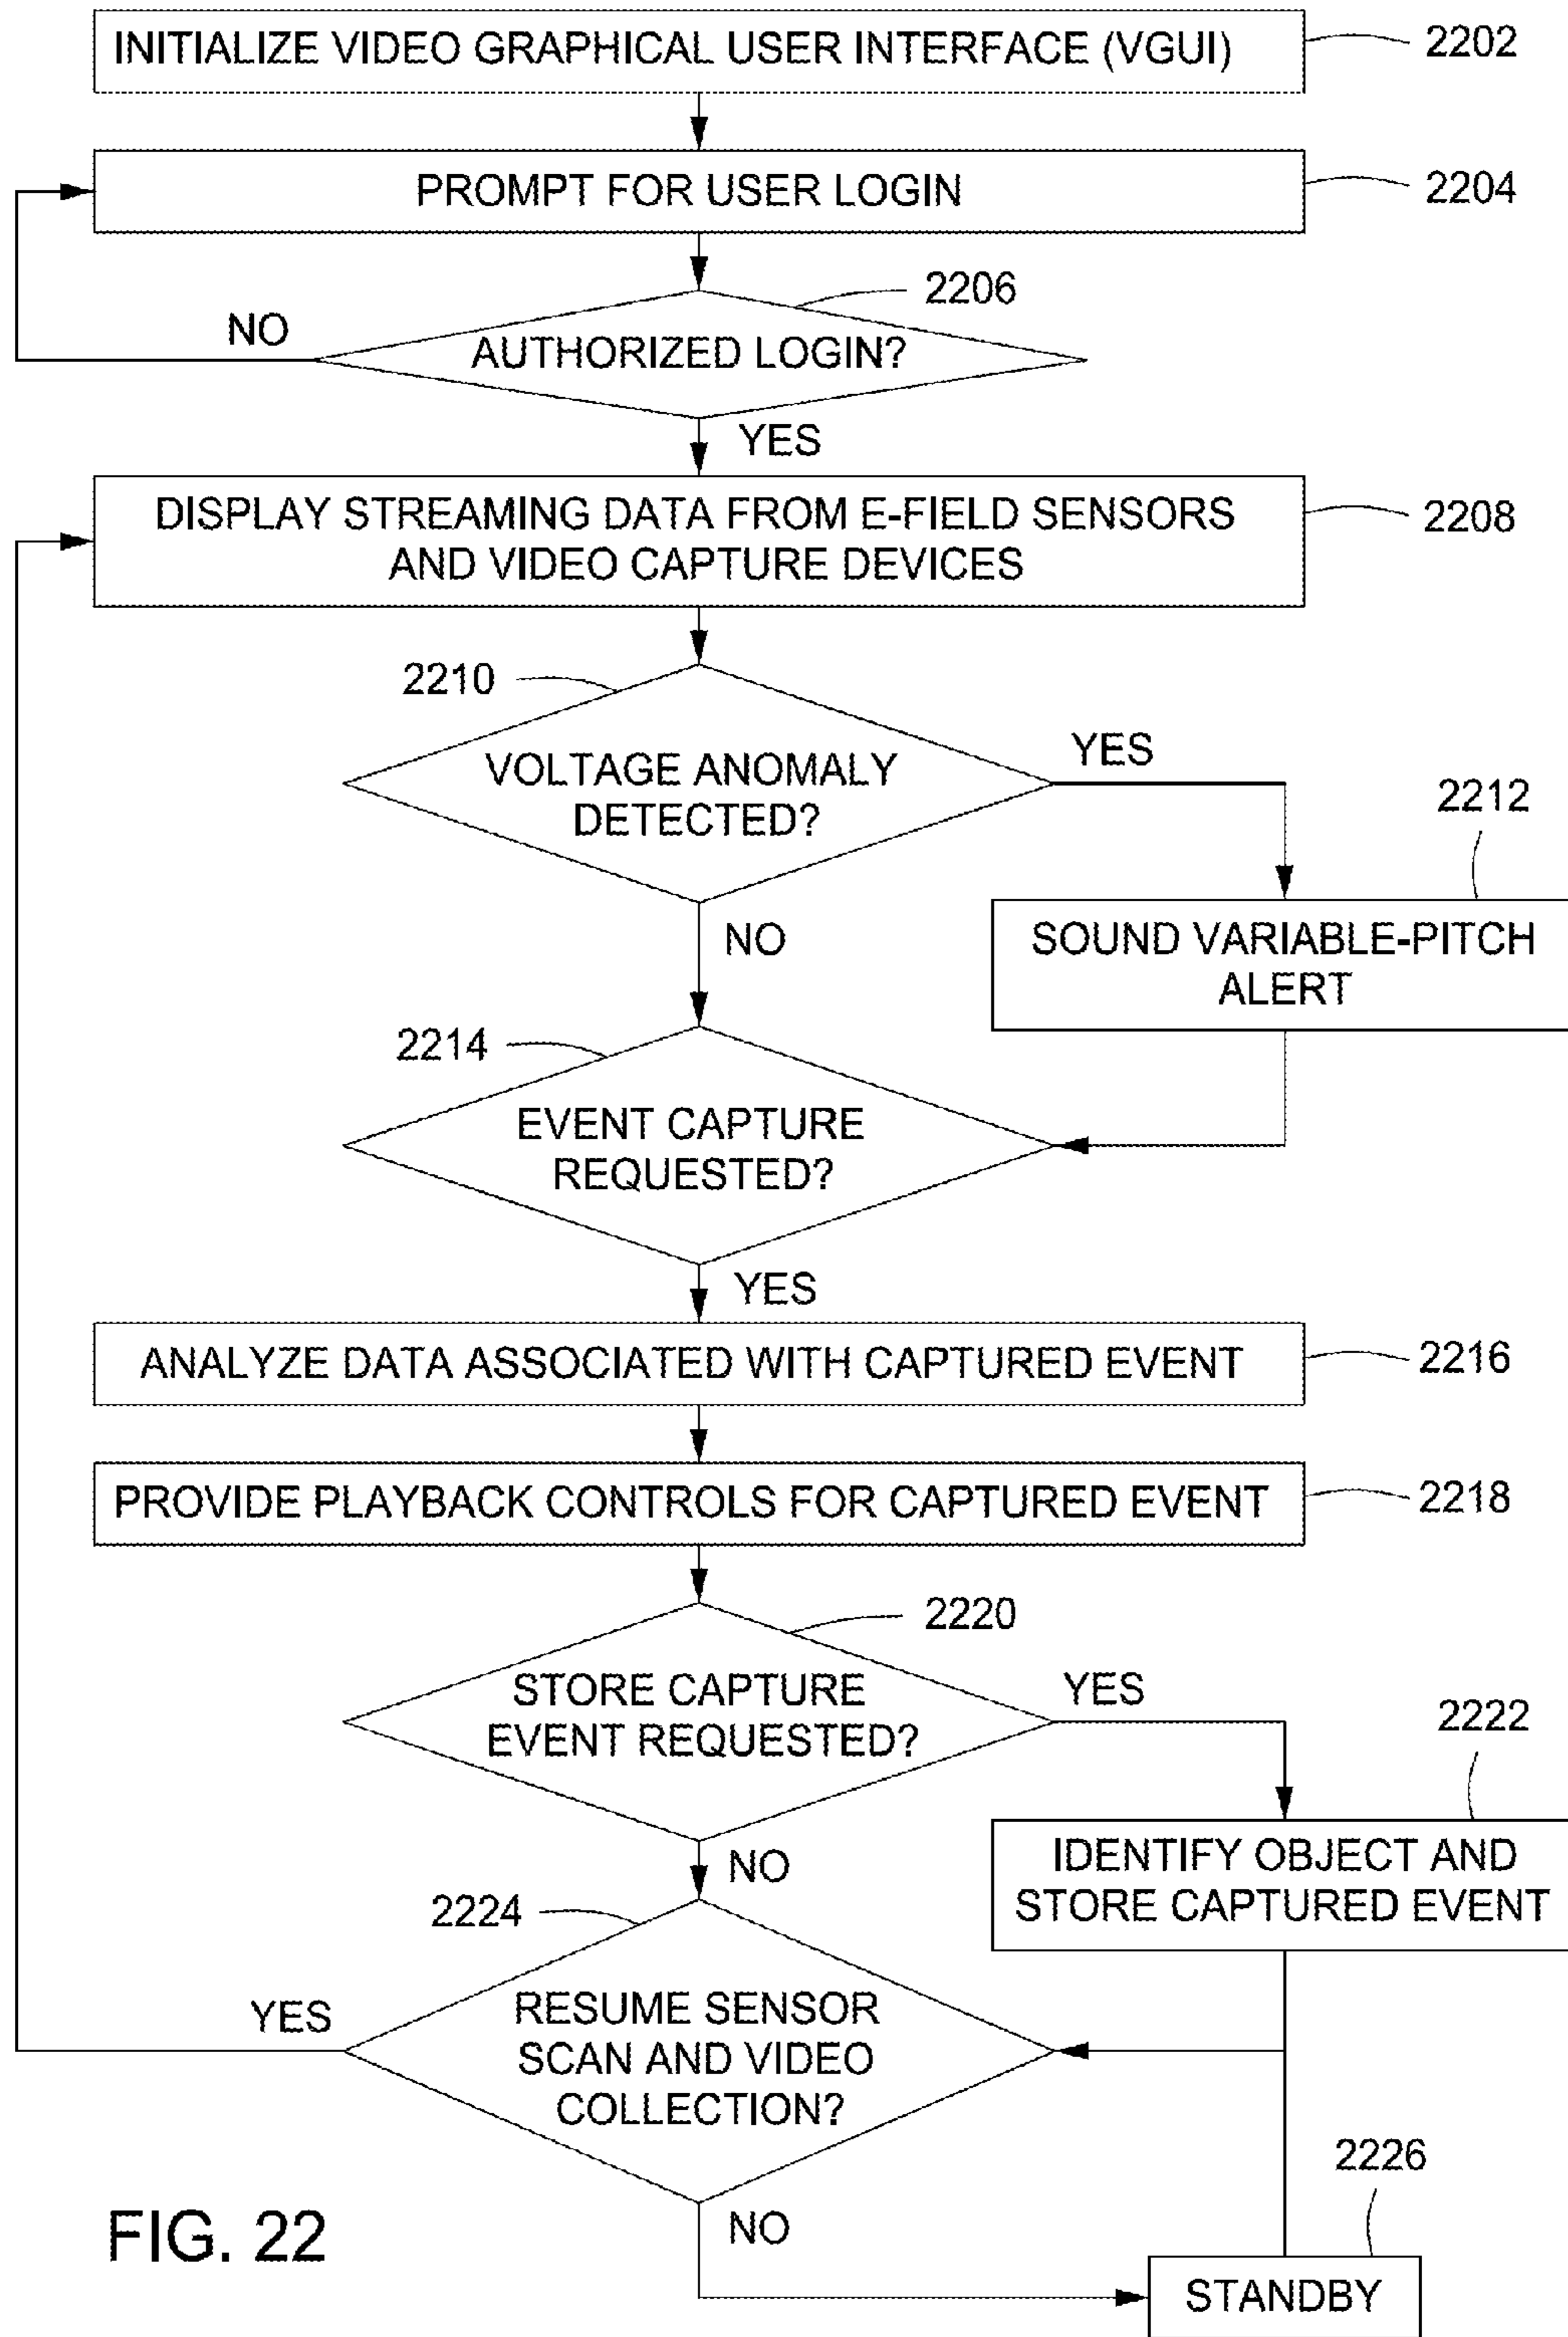 INITIALIZE VIDEO GRAPHICAL USER INTERFACE (VGUI)
2202
PROMPT FOR USER LOGIN
2204
2206
NO
AUTHORIZED LOGIN?
YES
DISPLAY STREAMING DATA FROM E-FIELD SENSORS
AND VIDEO CAPTURE DEVICES
2208
2210
VOLTAGE ANOMALY
DETECTED?
YES
2212
NO
SOUND VARIABLE-PITCH
ALERT
2214
EVENT CAPTURE
REQUESTED?
YES
ANALYZE DATA ASSOCIATED WITH CAPTURED EVENT
2216
PROVIDE PLAYBACK CONTROLS FOR CAPTURED EVENT
2218
2220
STORE CAPTURE
EVENT REQUESTED?
YES
2222
NO
IDENTIFY OBJECT AND
STORE CAPTURED EVENT
2224
YES
RESUME SENSOR
SCAN AND VIDEO
COLLECTION?
2226
NO
STANDBY
FIG. 22